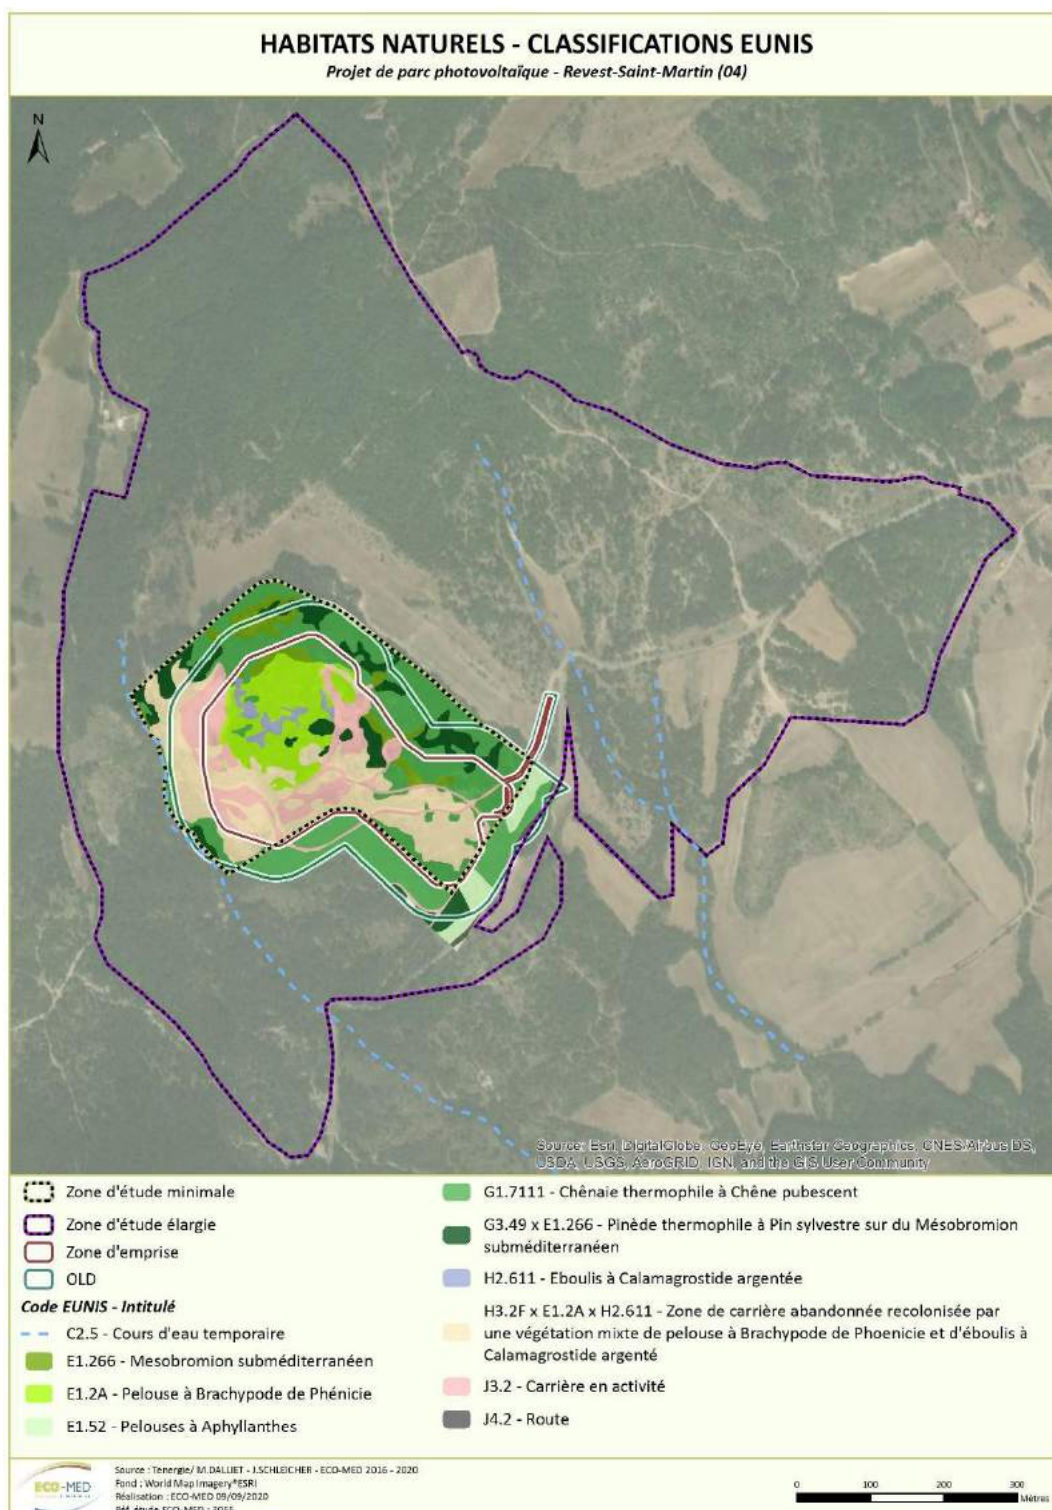 HABITATS NATURELS - CLASSIFICATIONS EUNIS
Projet de parc photovoltaïque - Revest-Saint-Martin (04)
N
Source: Esri, DigitalGlobe, GeoEye, Earthstar Geographics, CNES/Airbus DS,
USDA, USGS, AeroGRID, IGN, and the GIS User Community
Zone d'étude minimale
Zone d'étude élargie
Zone d'emprise
OLD
Code EUNIS - Intitulé
C2.5 - Cours d'eau temporaire
E1.266 - Mesobromion subméditerranéen
E1.2A - Pelouse à Brachypode de Phénicie
E1.52 - Pelouses à Aphyllanthes
G1.7111 - Chênaie thermophile à Chêne pubescent
G3.49 x E1.266 - Pinède thermophile à Pin sylvestre sur du Mésobromion
subméditerranéen
H2.611 - Eboulis à Calamagrostide argentée
H3.2F x E1.2A x H2.611 - Zone de carrière abandonnée recolonisée par
une végétation mixte de pelouse à Brachypode de Phoenicie et d'éboulis à
Calamagrostide argenté
J3.2 - Carrière en activité
J4.2 - Route
ECO-MED
Source : Tenergie/ M.DALLIET - J.SCHLEICHER - ECO-MED 2016 - 2020
Fond : World Map Imagery®ESRI
Réalisation : ECO-MED 09/09/2020
Réf. étude ECO-MED : 3055
0 100 200 300
Mètres